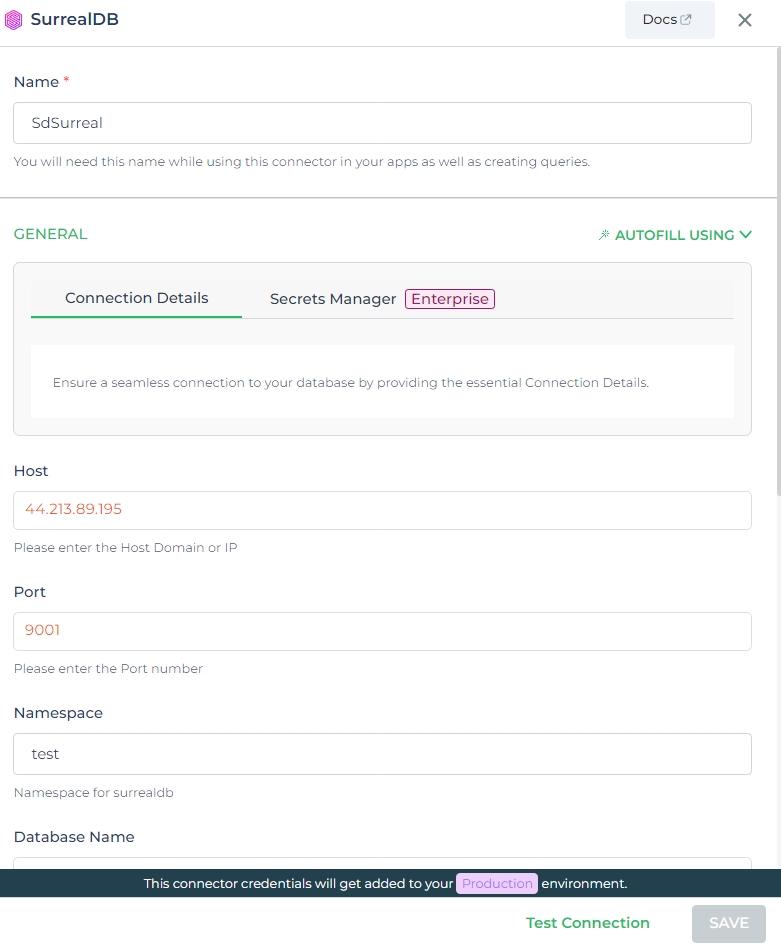 SurrealDB
Docs
Name *
SdSurreal
You will need this name while using this connector in your apps as well as creating queries.
GENERAL
AUTOFILL USING
Connection Details
Secrets Manager Enterprise
Ensure a seamless connection to your database by providing the essential Connection Details.
Host
44.213.89.195
Please enter the Host Domain or IP
Port
9001
Please enter the Port number
Namespace
test
Namespace for surrealdb
Database Name
This connector credentials will get added to your Production environment.
Test Connection
SAVE